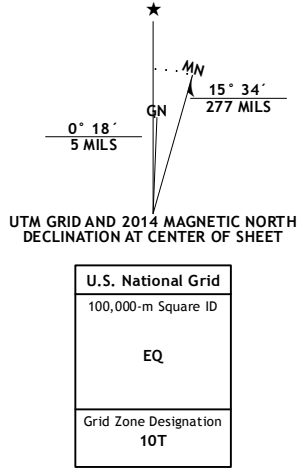 ★
MN
GN
15° 34´
277 MILS
0° 18´
5 MILS
UTM GRID AND 2014 MAGNETIC NORTH
DECLINATION AT CENTER OF SHEET
U.S. National Grid
100,000-m Square ID
EQ
Grid Zone Designation
10T